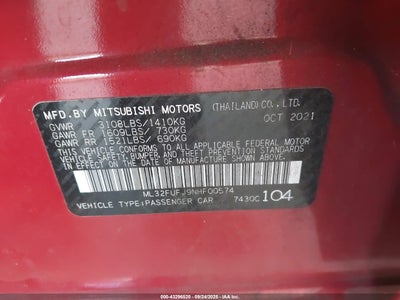 MFD. BY MITSUBISHI MOTORS (THAILAND) CO., LTD.
GVWR 3108LBS/1410KG OCT 2021
GAWR FR 1609LBS/ 730KG
GAWR RR 1521LBS/ 690KG
THIS VEHICLE CONFORMS TO ALL APPLICABLE FEDERAL MOTOR
VEHICLE SAFETY, BUMPER, AND THEFT PREVENTION STANDARDS
IN EFFECT ON THE DATE OF MANUFACTURE SHOWN ABOVE.
ML32FUFJ9NHF00574
VEHICLE TYPE:PASSENGER CAR 7430C 104
000-43296520 - 09/24/2025 - IAAI.COM